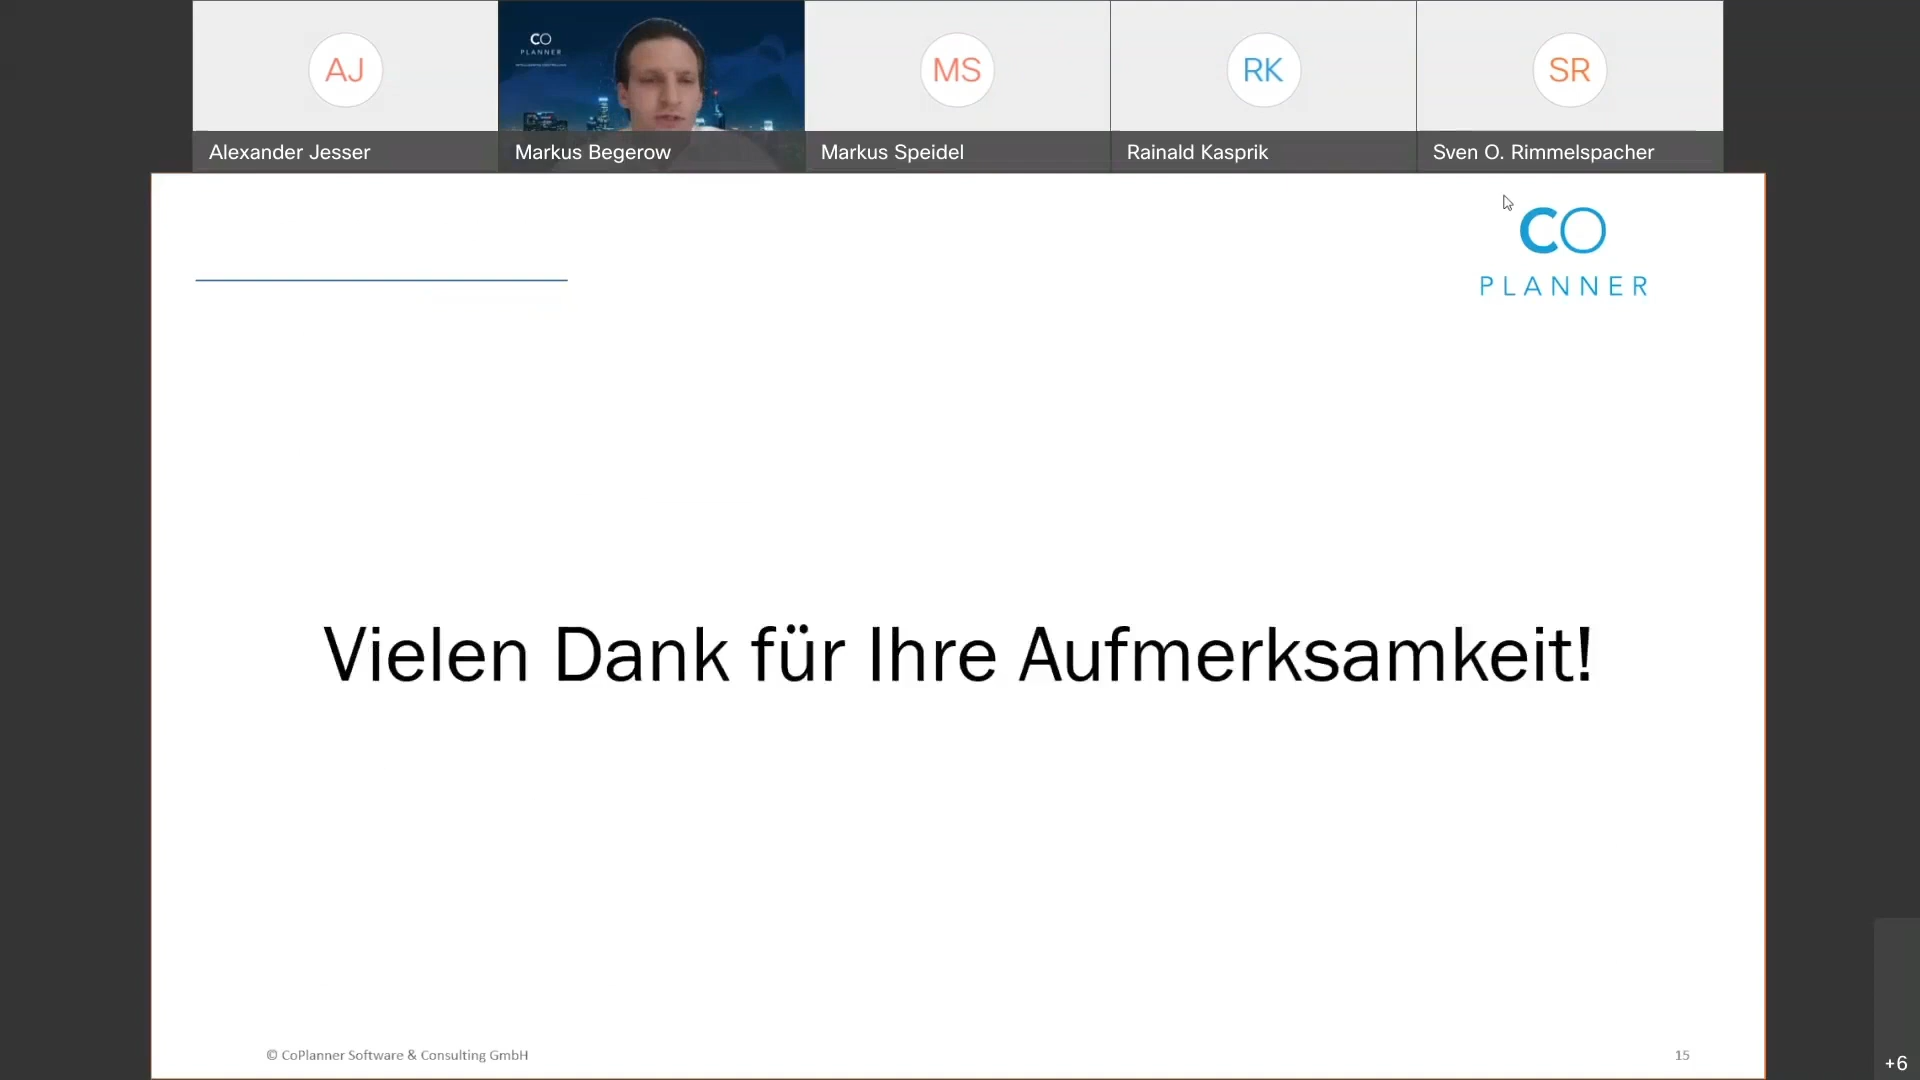 AJ
CO
PLANNER
MS
RK
SR
Alexander Jesser
Markus Begerow
Markus Speidel
Rainald Kasprik
Sven O. Rimmelspacher
CO
PLANNER
Vielen Dank für Ihre Aufmerksamkeit!
© CoPlanner Software & Consulting GmbH
15
+6